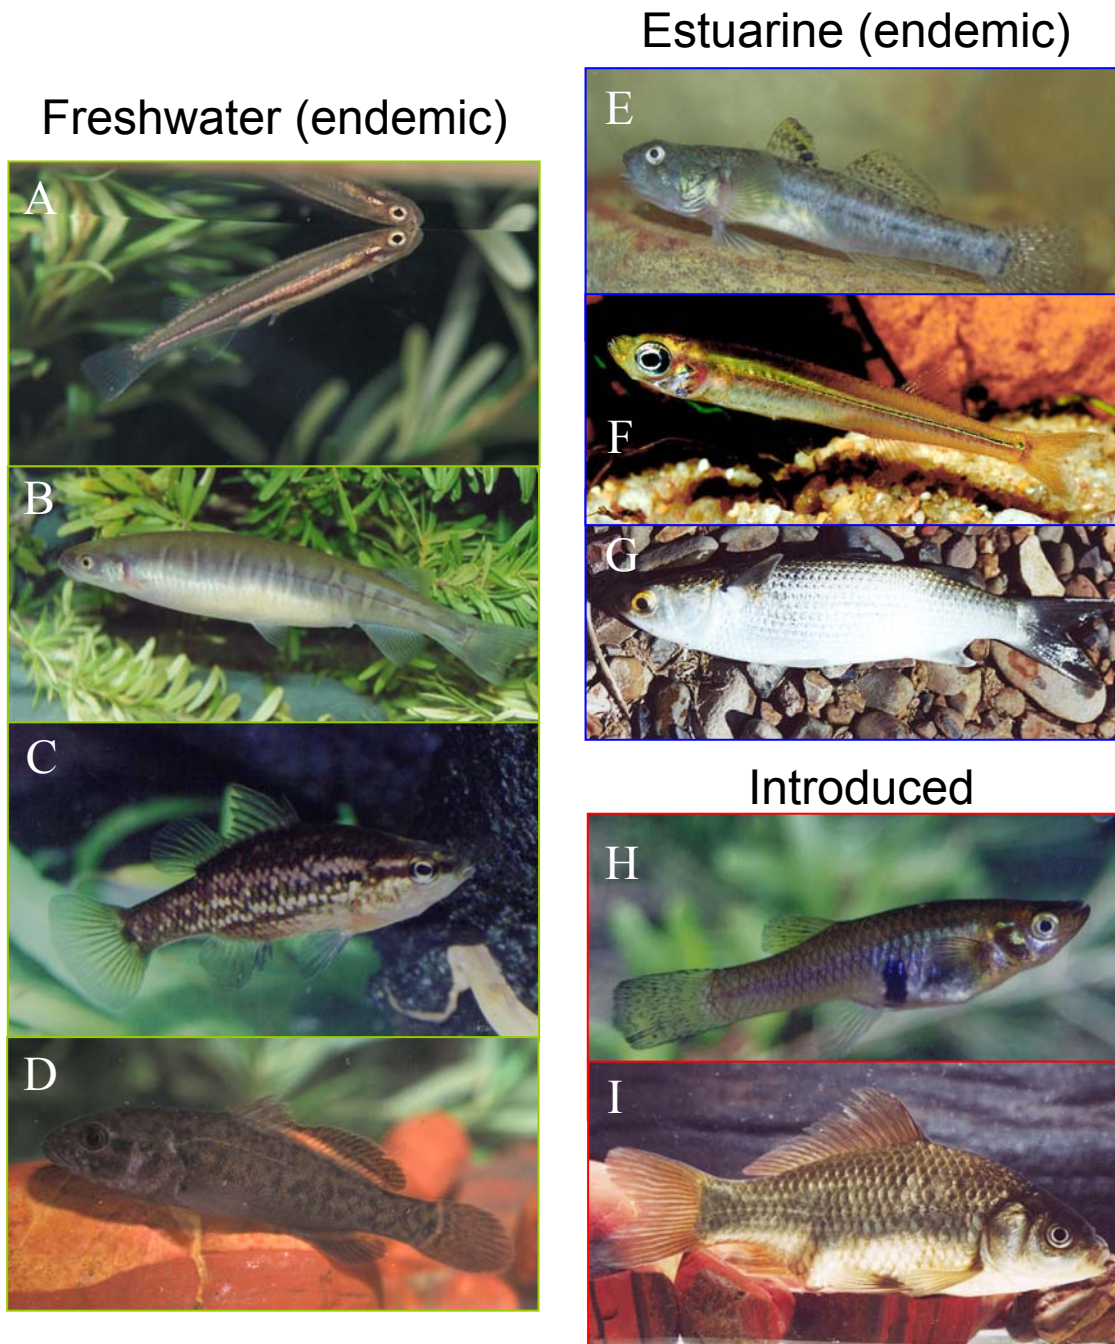 Freshwater (endemic)
A
B
C
D
Estuarine (endemic)
E
F
G
Introduced
H
I